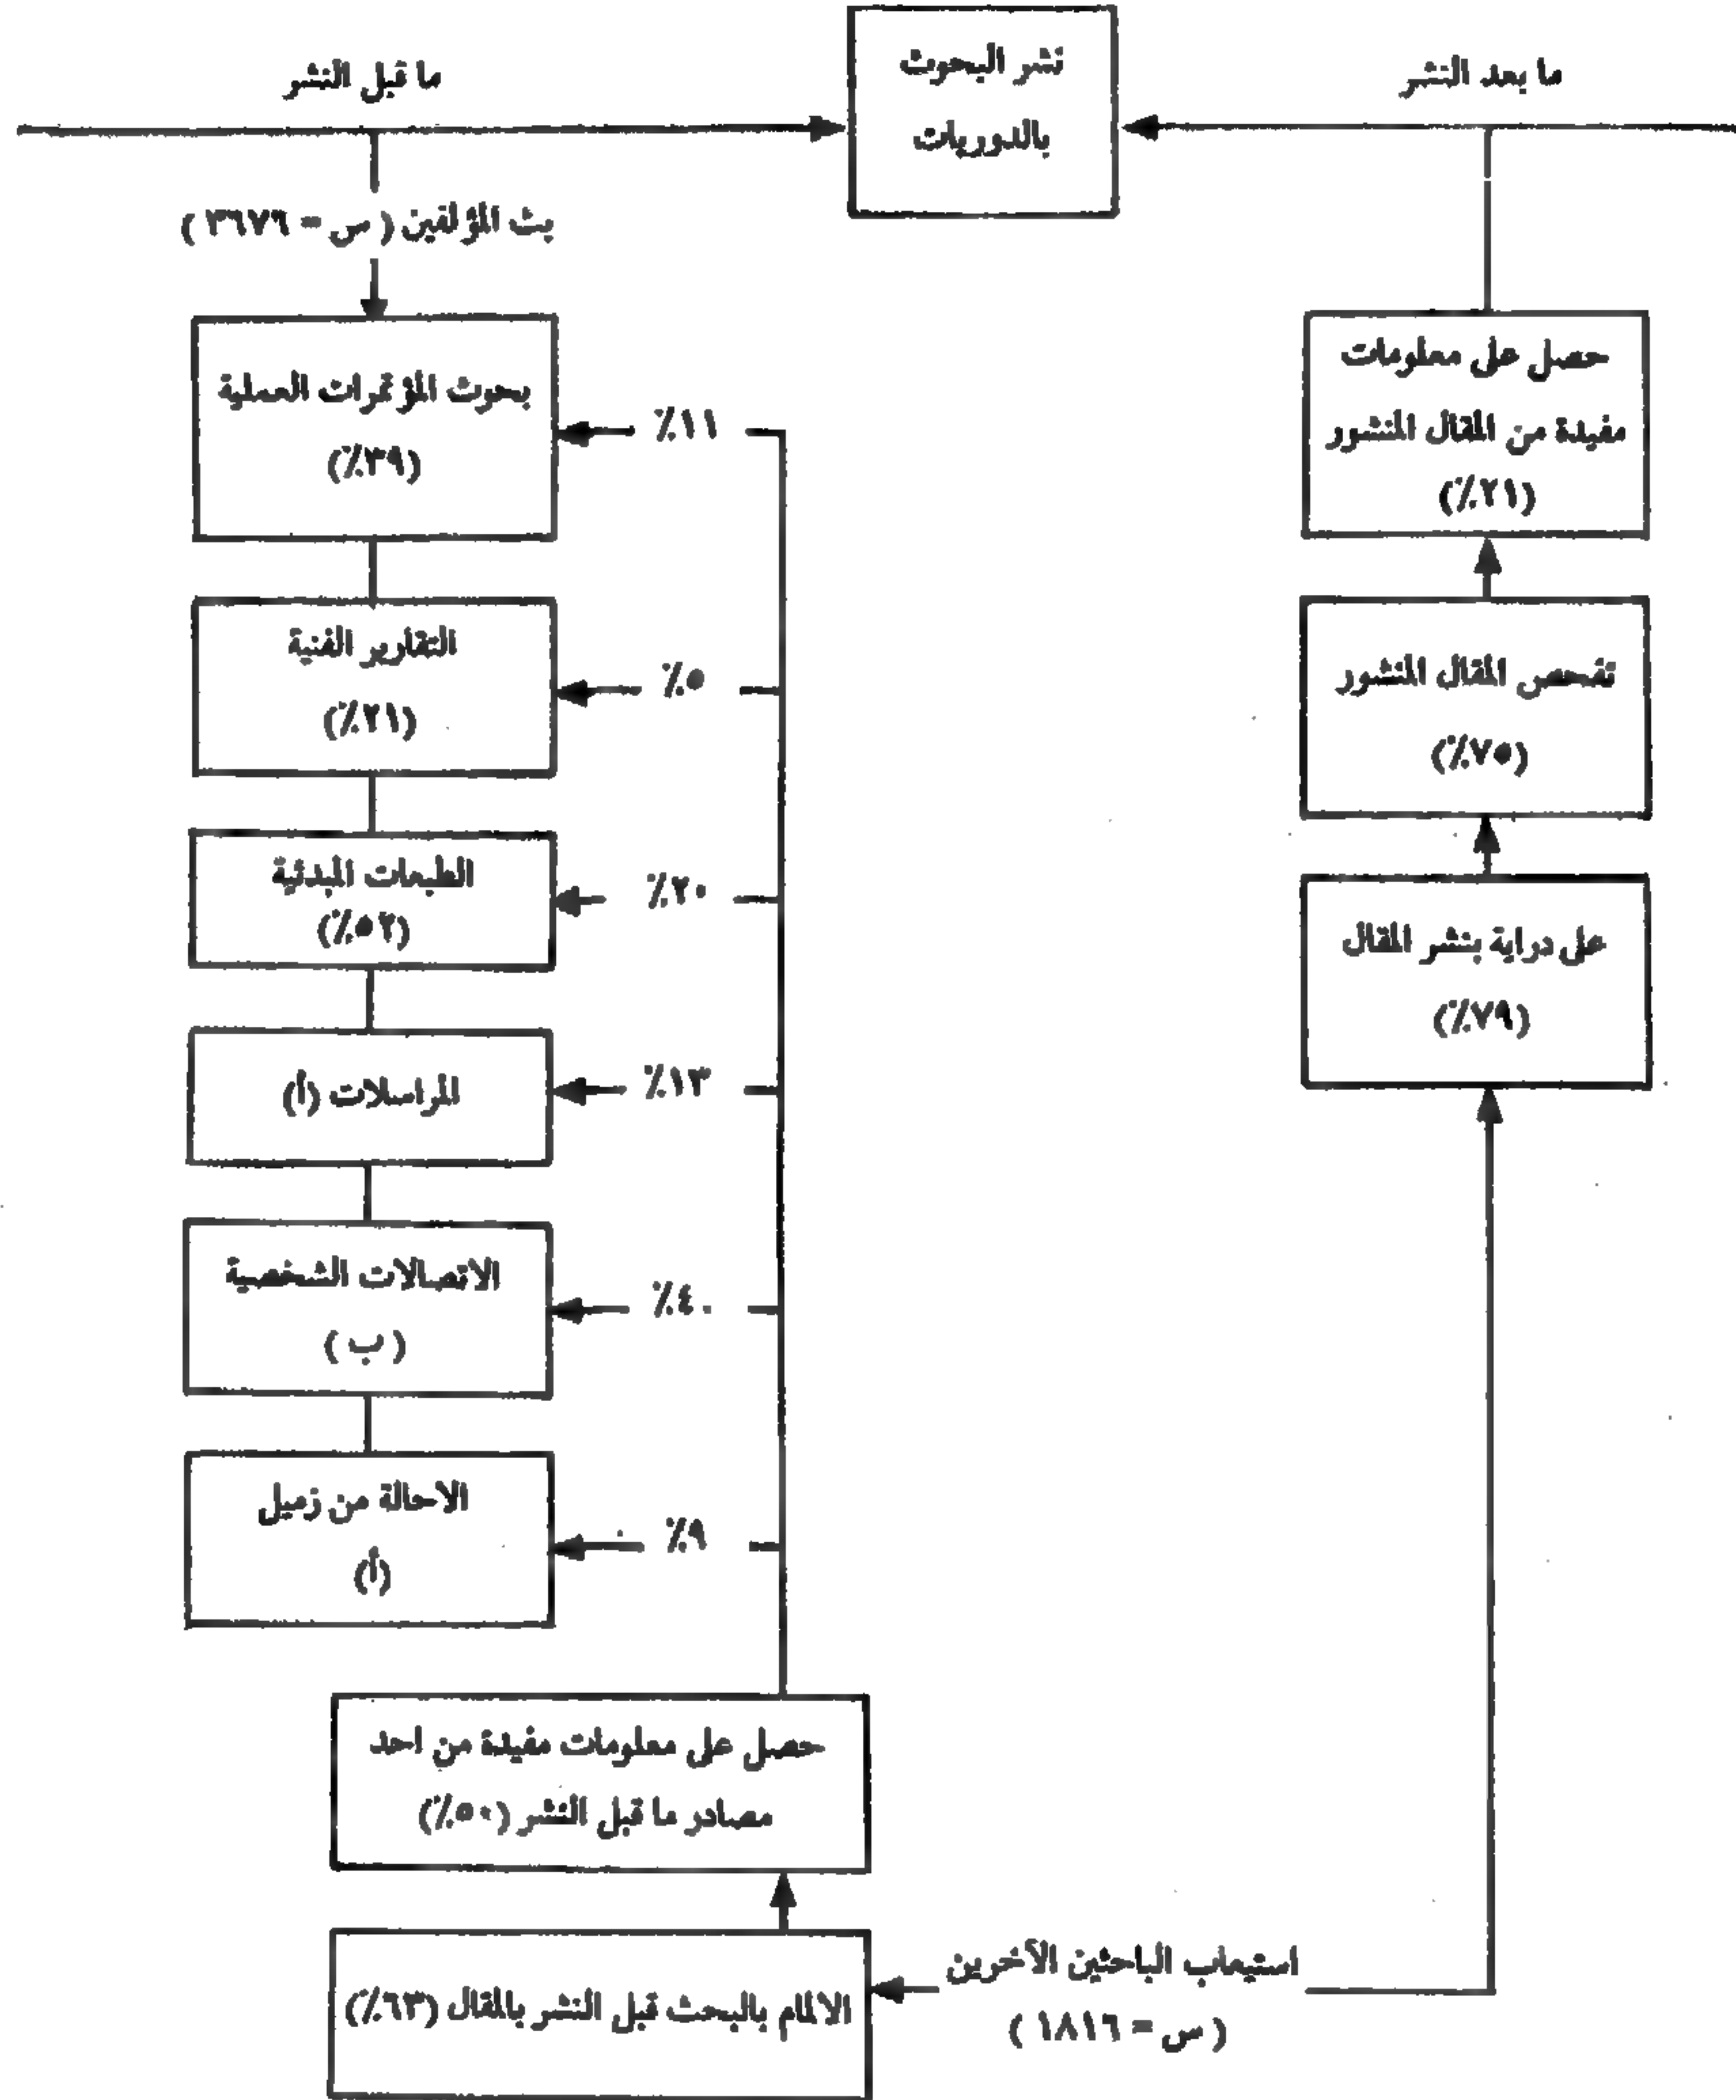 نشر البحوث
بالدوريات
ما قبل النشر
ما بعد النشر
بث المؤلفين (س = ٣٦٧٦)
بحوث المؤتمرات العملية
(٣٩٪)
١١٪
التقارير الفنية
(٢١٪)
٥٪
الطبعات المبدئية
(٥٢٪)
٢٠٪
المراسلات (أ)
١٣٪
الاتصالات الشخصية
(ب)
٤٠٪
الاحالة من زميل
(أ)
٩٪
حصل على معلومات مفيدة من احد
مصادر ما قبل النشر (٥٠٪)
الالمام بالبحث قبل النشر بالمقال (٦٣٪)
استيعاب الباحثين الآخرين
(س = ١٨١٦)
حصل على معلومات
مفيدة من المقال المنشور
(٢١٪)
تفحص المقال المنشور
(٧٥٪)
على دراية بنشر المقال
(٧٩٪)